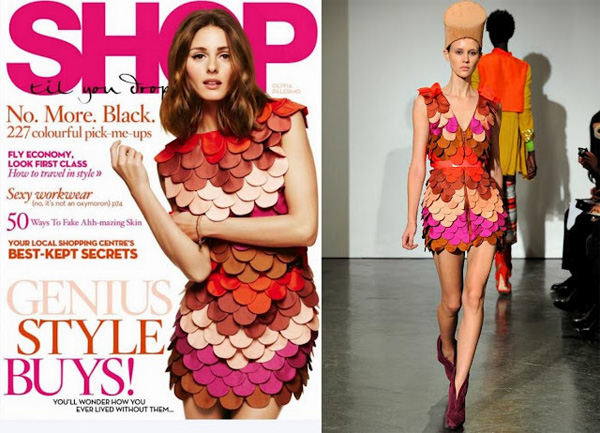 SHOP
til you drop
OLIVIA
PALERMO
No. More. Black.
227 colourful pick-me-ups
FLY ECONOMY,
LOOK FIRST CLASS
How to travel in style »
Sexy workwear
(no, it's not an oxymoron) p74
50 Ways To Fake Ahh-mazing Skin
YOUR LOCAL SHOPPING CENTRE'S
BEST-KEPT SECRETS
GENIUS
STYLE
BUYS!
YOU'LL WONDER HOW YOU
EVER LIVED WITHOUT THEM...